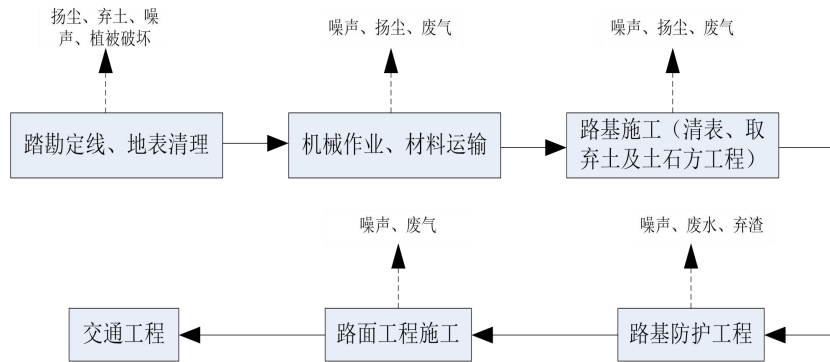 扬尘、弃土、噪
声、植被破坏
噪声、扬尘、废气
噪声、扬尘、废气
踏勘定线、地表清理
机械作业、材料运输
路基施工（清表、取
弃土及土石方工程）
噪声、废气
噪声、废水、弃渣
交通工程
路面工程施工
路基防护工程